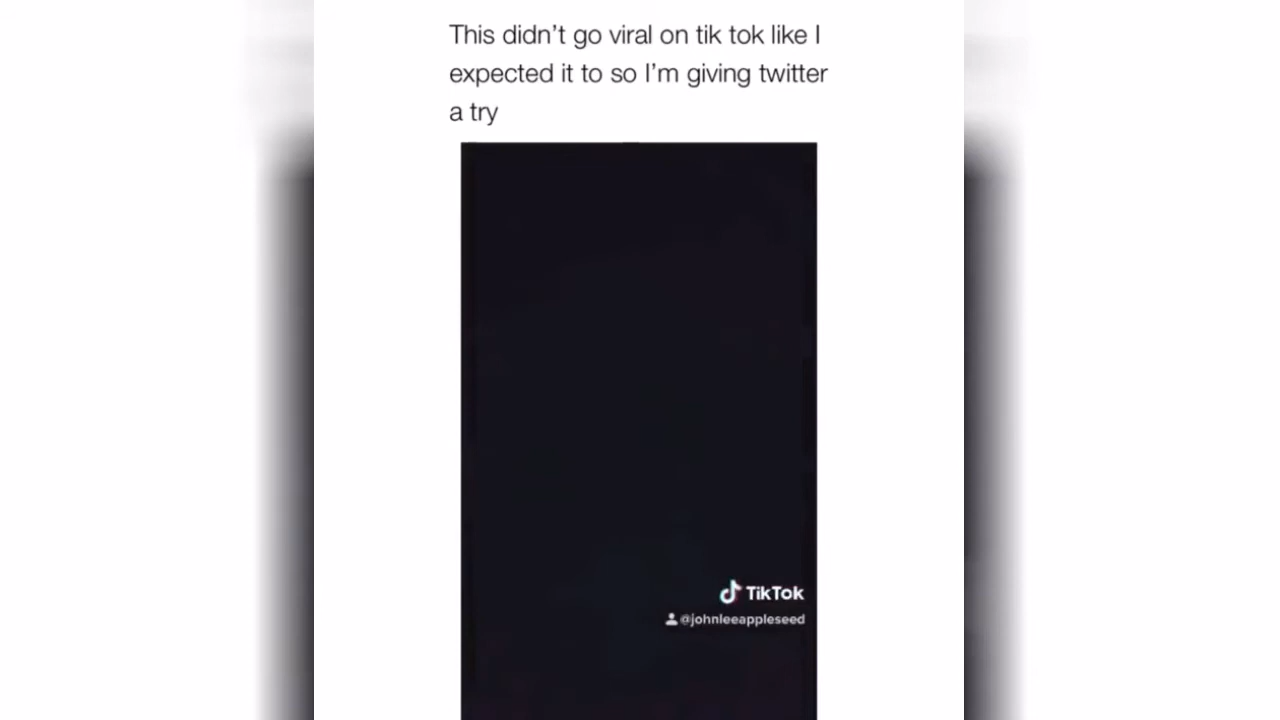 This didn’t go viral on tik tok like I
expected it to so I’m giving twitter
a try
TikTok
@johnleeappleseed